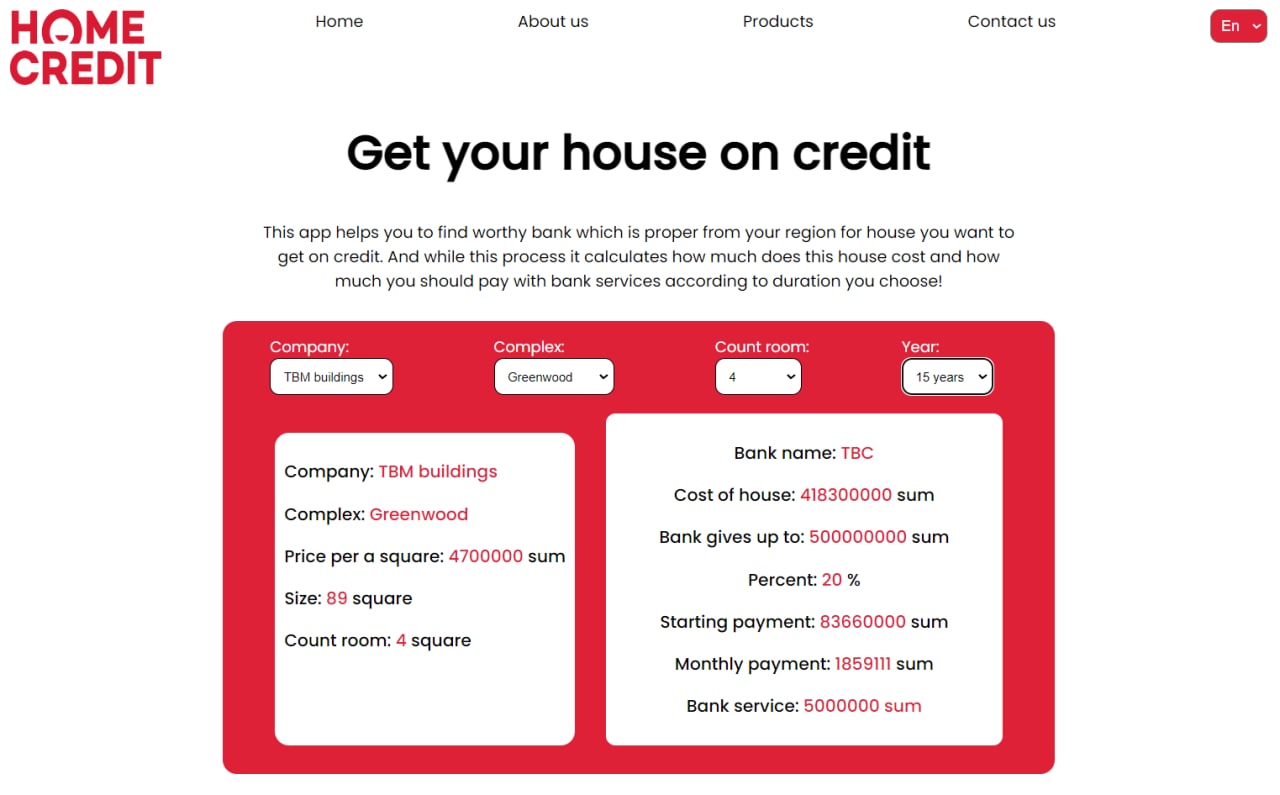 HOME
CREDIT
Home
About us
Products
Contact us
En
Get your house on credit
This app helps you to find worthy bank which is proper from your region for house you want to
get on credit. And while this process it calculates how much does this house cost and how
much you should pay with bank services according to duration you choose!
Company:
TBM buildings
Complex:
Greenwood
Count room:
4
Year:
15 years
Company: TBM buildings
Complex: Greenwood
Price per a square: 4700000 sum
Size: 89 square
Count room: 4 square
Bank name: TBC
Cost of house: 418300000 sum
Bank gives up to: 500000000 sum
Percent: 20 %
Starting payment: 83660000 sum
Monthly payment: 1859111 sum
Bank service: 5000000 sum